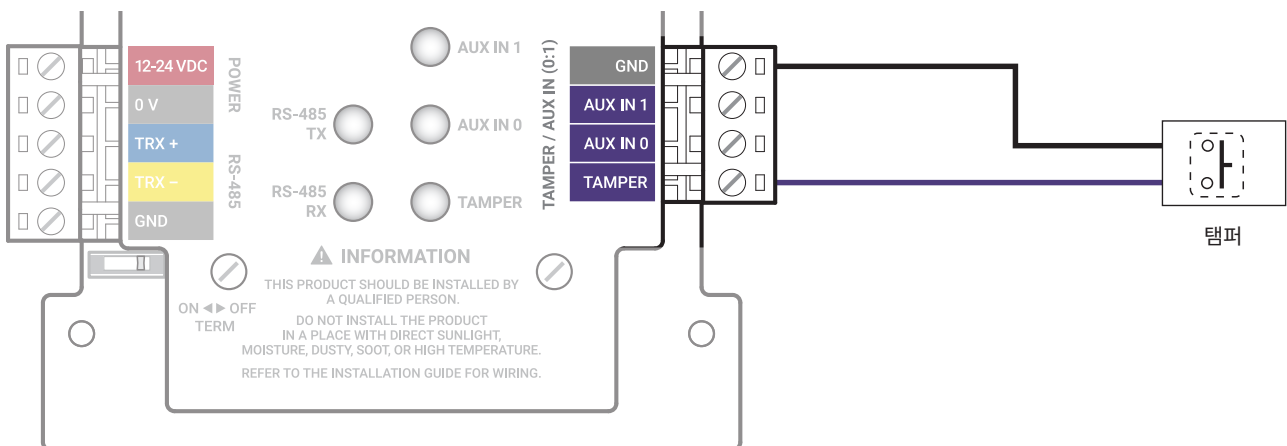 12-24 VDC
0 V
TRX +
TRX –
GND
POWER
RS-485
AUX IN 1
RS-485
TX
AUX IN 0
RS-485
RX
TAMPER
TAMPER / AUX IN (0:1)
GND
AUX IN 1
AUX IN 0
TAMPER
탬퍼
INFORMATION
THIS PRODUCT SHOULD BE INSTALLED BY
A QUALIFIED PERSON.
DO NOT INSTALL THE PRODUCT
IN A PLACE WITH DIRECT SUNLIGHT,
MOISTURE, DUSTY, SOOT, OR HIGH TEMPERATURE.
REFER TO THE INSTALLATION GUIDE FOR WIRING.
ON ◀▶ OFF
TERM